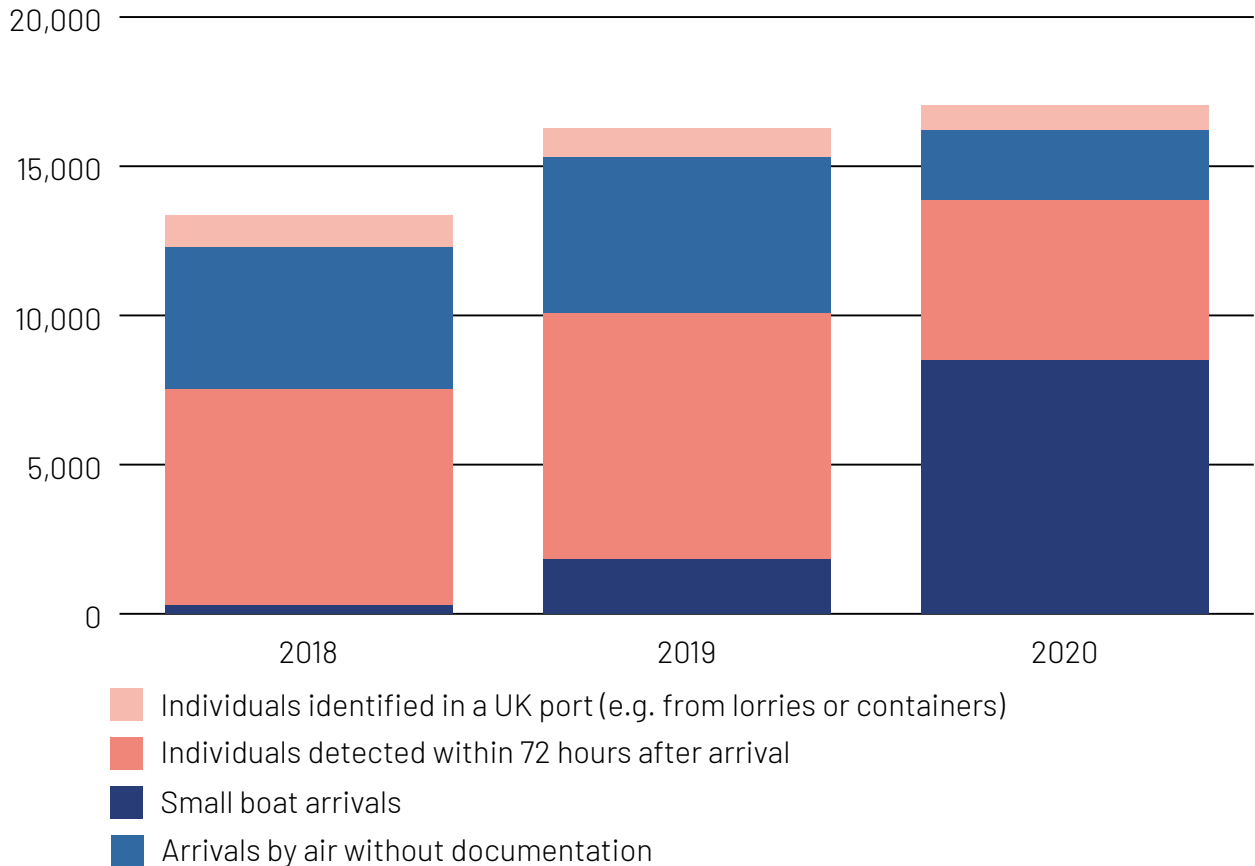 20,000
15,000
10,000
5,000
0
2018 2019 2020
Individuals identified in a UK port (e.g. from lorries or containers)
Individuals detected within 72 hours after arrival
Small boat arrivals
Arrivals by air without documentation